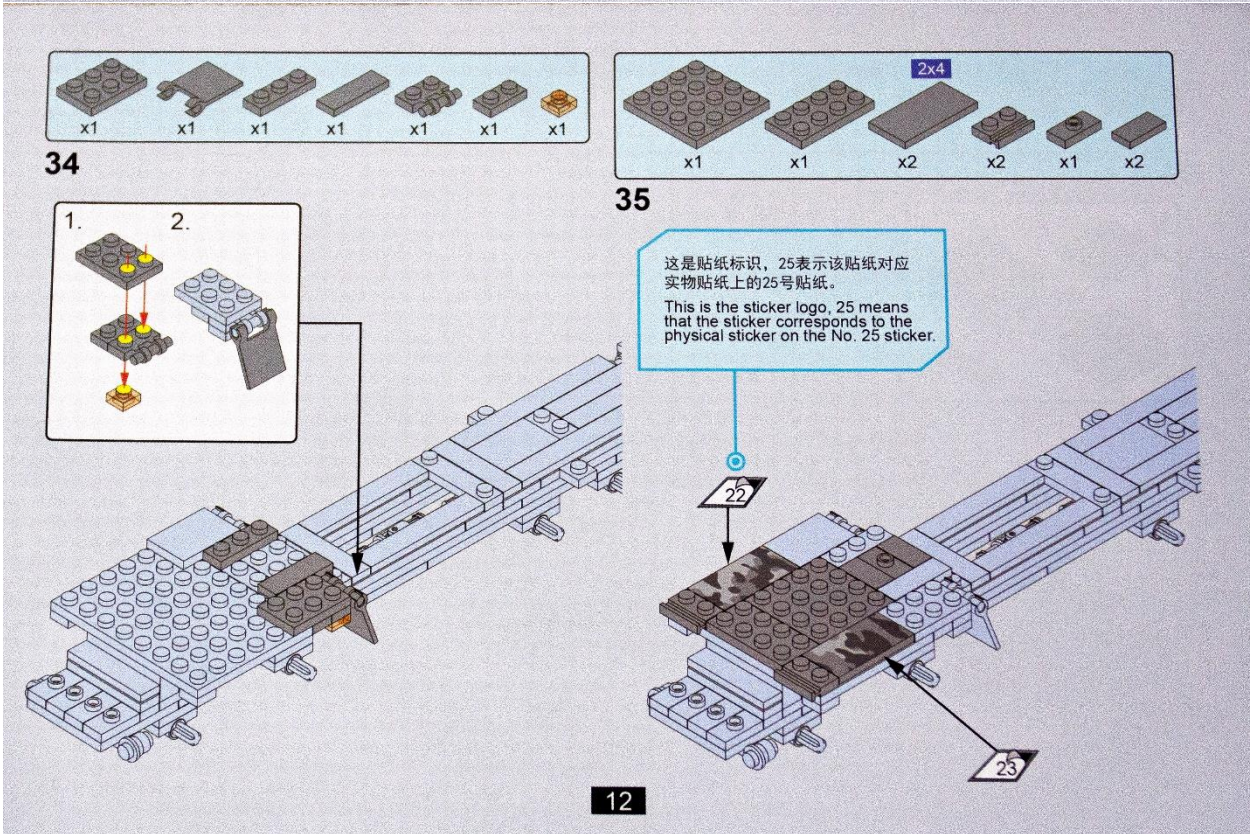 x1 x1 x1 x1 x1 x1 x1
34
1. 2.
2x4
x1 x1 x2 x2 x1 x2
35
这是贴纸标识，25表示该贴纸对应
实物贴纸上的25号贴纸。
This is the sticker logo, 25 means
that the sticker corresponds to the
physical sticker on the No. 25 sticker.
22
23
12